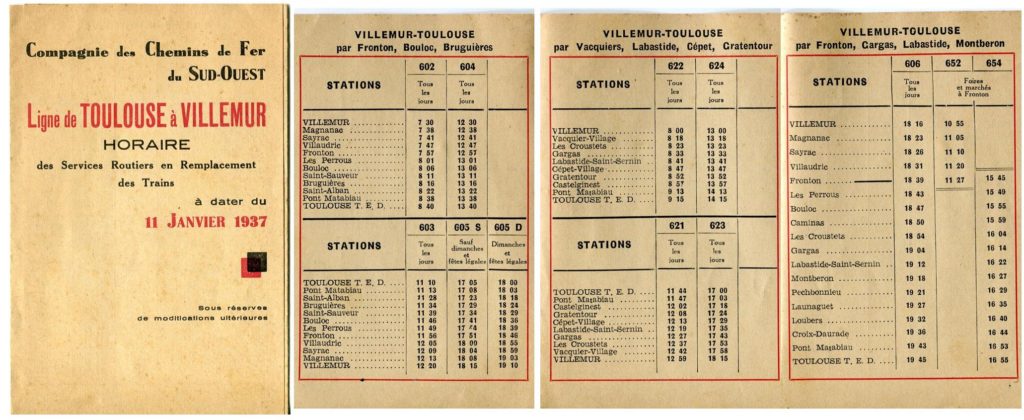 Compagnie des Chemins de Fer
du SUD-OUEST
Ligne de TOULOUSE à VILLEMUR
HORAIRE
des Services Routiers en Remplacement
des Trains
à dater du
11 JANVIER 1937
Sous réserves
de modifications ultérieures
VILLEMUR-TOULOUSE
par Fronton, Bouloc, Bruguières
STATIONS 602 604
Tous les jours Tous les jours
VILLEMUR 7 30 12 30
Magnanac 7 38 12 38
Sayrac 7 41 12 41
Villaudric 7 47 12 47
Fronton 7 57 12 57
Les Perrous 8 01 13 01
Bouloc 8 06 13 06
Saint-Sauveur 8 11 13 11
Bruguières 8 16 13 16
Saint-Alban 8 22 13 22
Pont Matabiau 8 38 13 38
TOULOUSE T. E. D. 8 40 13 40
STATIONS 603 605 S 605 D
Tous les jours Sauf dimanches et fêtes légales Dimanches et fêtes légales
TOULOUSE T. E. D. 11 10 17 05 18 00
Pont Matabiau 11 13 17 08 18 03
Saint-Alban 11 28 17 23 18 18
Bruguières 11 34 17 29 18 24
Saint-Sauveur 11 39 17 34 18 29
Bouloc 11 46 17 41 18 36
Les Perrous 11 49 18 39
Fronton 11 56 17 51 18 46
Villaudric 12 05 18 00 18 55
Sayrac 12 09 18 04 18 59
Magnanac 12 13 18 08 19 03
VILLEMUR 12 20 18 15 19 10
VILLEMUR-TOULOUSE
par Vacquiers, Labastide, Cépet, Gratentour
STATIONS 622 624
Tous les jours Tous les jours
VILLEMUR 8 00 13 00
Vacquier-Village 8 18 13 18
Les Croustets 8 23 13 23
Gargas 8 33 13 33
Labastide-Saint-Sernin 8 41 13 41
Cépet-Village 8 47 13 47
Gratentour 8 52 13 52
Castelginest 8 57 13 57
Pont Matabiau 9 13 14 13
TOULOUSE T. E. D. 9 15 14 15
STATIONS 621 623
Tous les jours Tous les jours
TOULOUSE T. E. D. 11 44 17 00
Pont Matabiau 11 47 17 03
Castelginest 12 02 17 18
Gratentour 12 08 17 24
Cépet-Village 12 13 17 29
Labastide-Saint-Sernin 12 19 17 35
Gargas 12 27 17 43
Les Croustets 12 37 17 53
Vacquier-Village 12 42 17 58
VILLEMUR 12 59 18 15
VILLEMUR-TOULOUSE
par Fronton, Gargas, Labastide, Montberon
STATIONS 606 652 654
Tous les jours Foires et marchés à Fronton
VILLEMUR 18 16 10 55
Magnanac 18 23 11 05
Sayrac 18 26 11 10
Villaudric 18 31 11 20
Fronton 18 39 11 27 15 45
Les Perrous 18 43 15 49
Bouloc 18 47 15 55
Caminas 18 50 15 59
Les Croustets 18 54 16 04
Gargas 19 04 16 14
Labastide-Saint-Sernin 19 12 16 22
Montberon 19 18 16 27
Pechbonnieu 19 21 16 29
Launaguet 19 27 16 35
Loubers 19 32 16 40
Croix-Daurade 19 36 16 44
Pont Matabiau 19 43 16 53
TOULOUSE T. E. D. 19 45 16 55